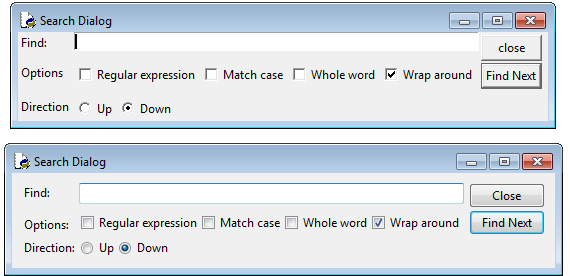 Search Dialog
Find:
close
Options Regular expression Match case Whole word Wrap around Find Next
Direction Up Down
Search Dialog
Find: Close
Options: Regular expression Match case Whole word Wrap around Find Next
Direction: Up Down